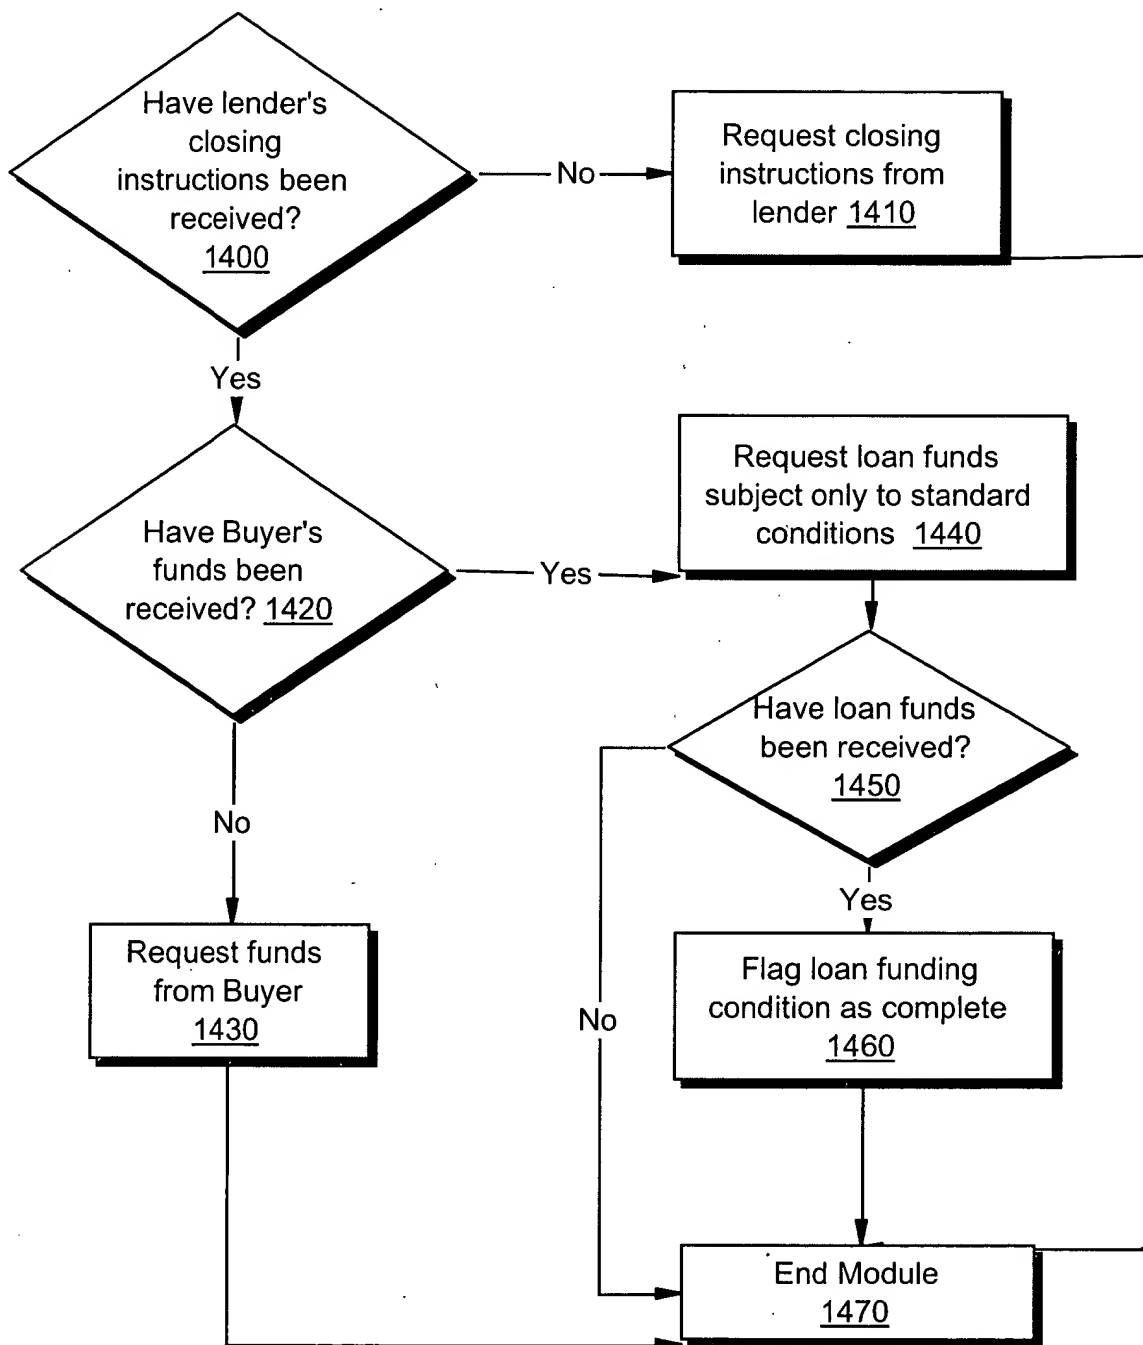 Have lender's
closing
instructions been
received?
1400
No
Request closing
instructions from
lender 1410
Yes
Have Buyer's
funds been
received? 1420
Yes
Request loan funds
subject only to standard
conditions 1440
Have loan funds
been received?
1450
No
Request funds
from Buyer
1430
Yes
No
Flag loan funding
condition as complete
1460
End Module
1470